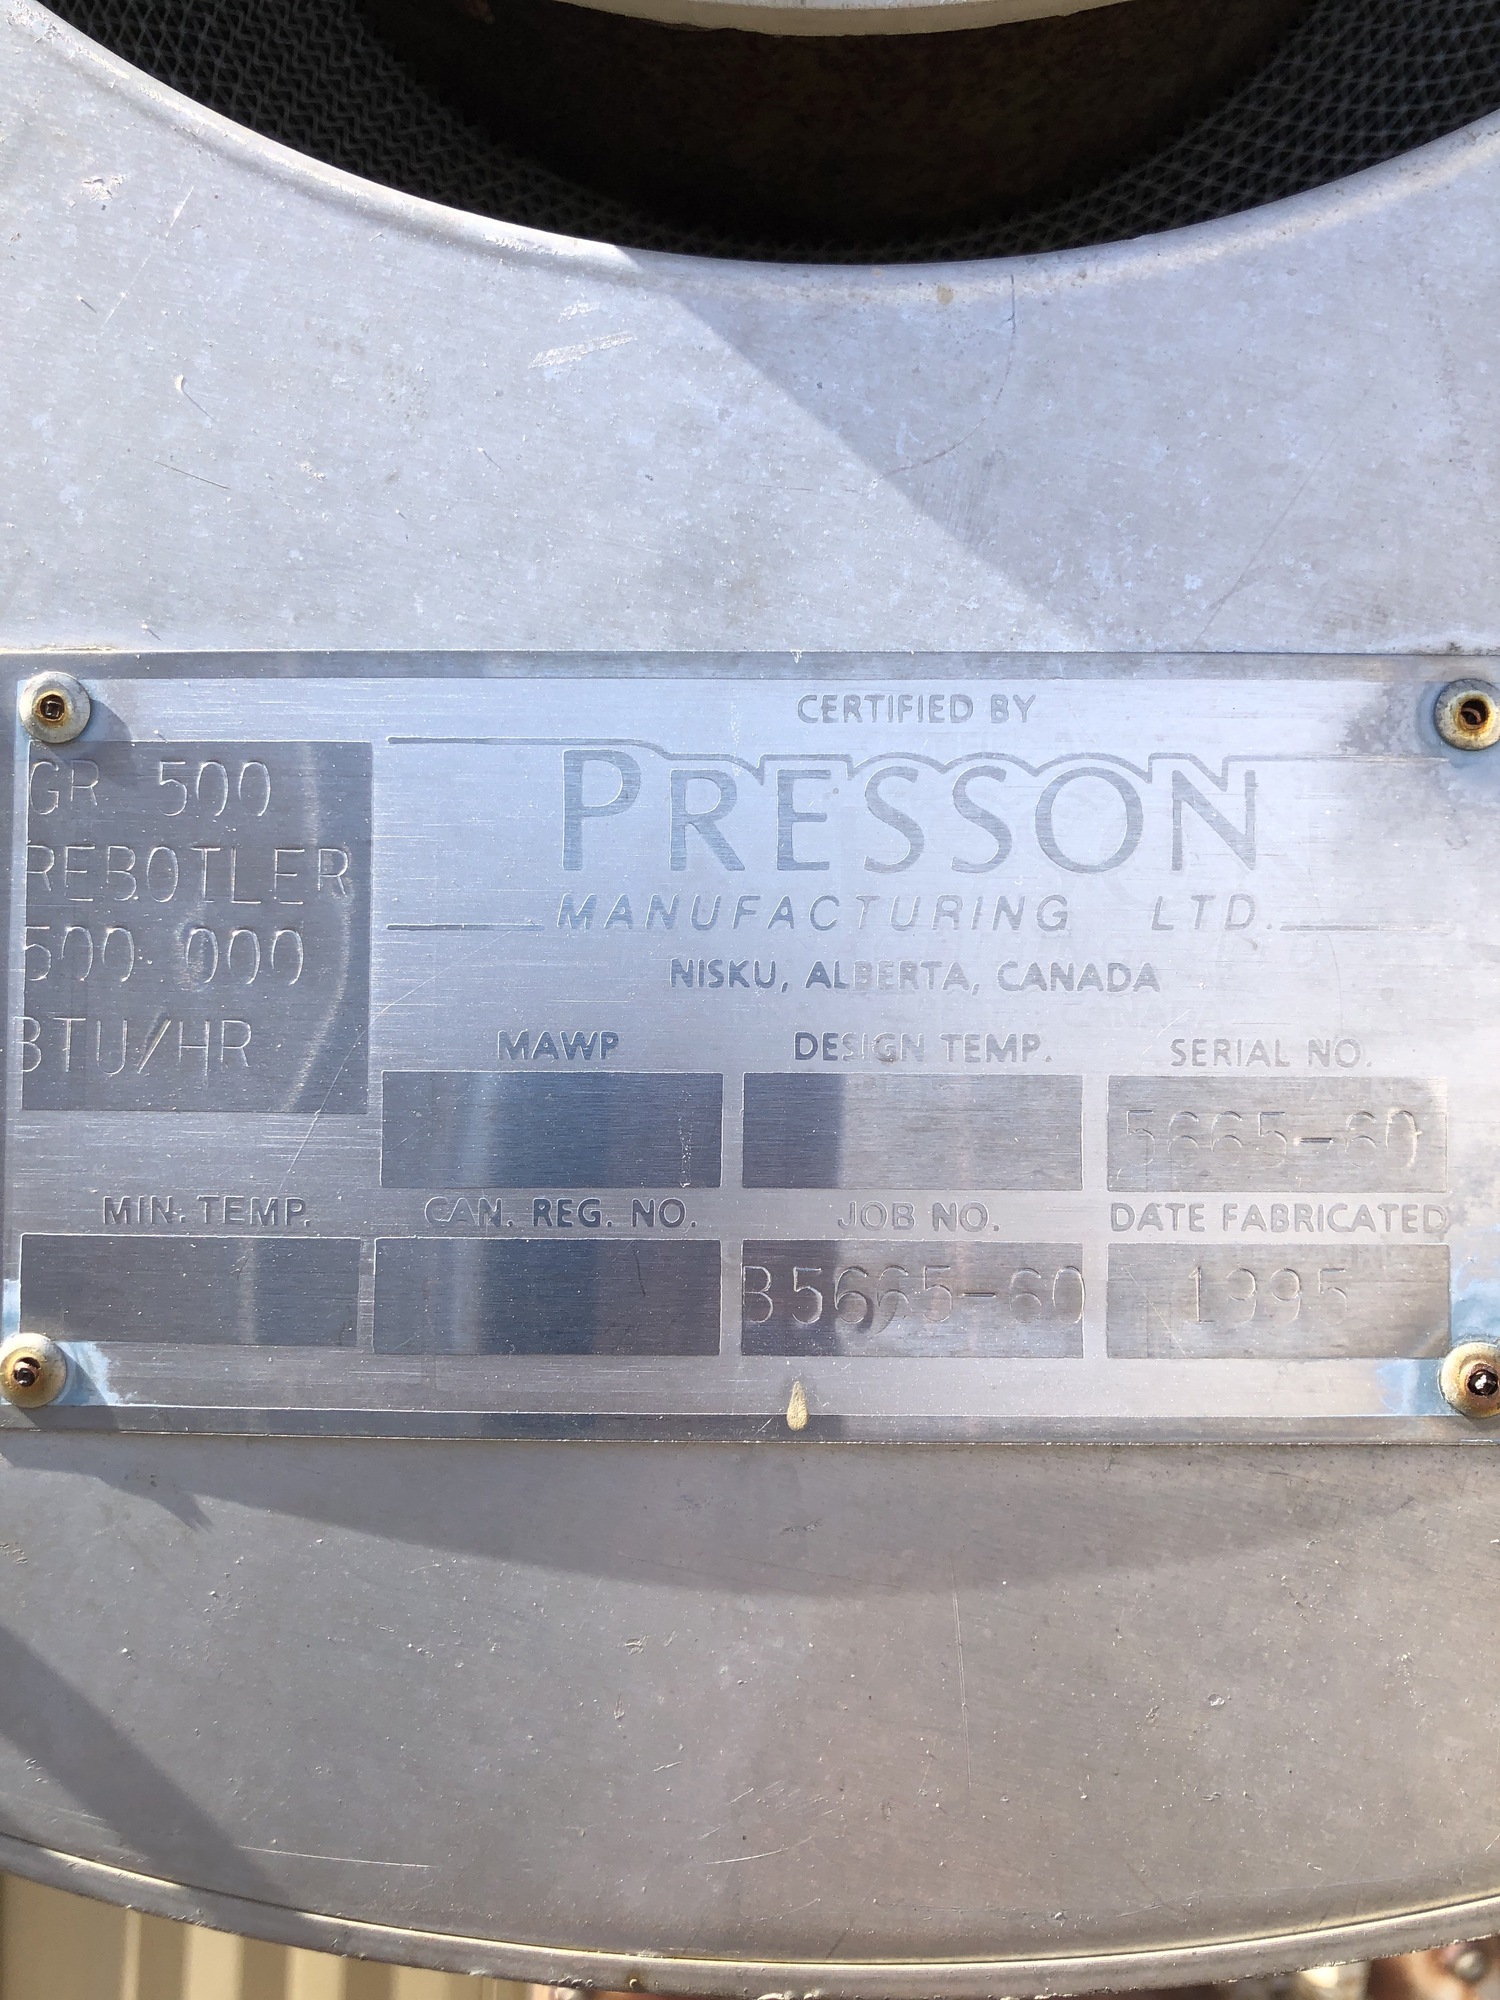 CERTIFIED BY
PRESSON
MANUFACTURING LTD.
NISKU, ALBERTA, CANADA
GR 500
REBOILER
500 000
BTU/HR
MAWP DESIGN TEMP. SERIAL NO.
5665-60
MIN. TEMP. CAN. REG. NO. JOB NO. DATE FABRICATED
B5665-60 1995